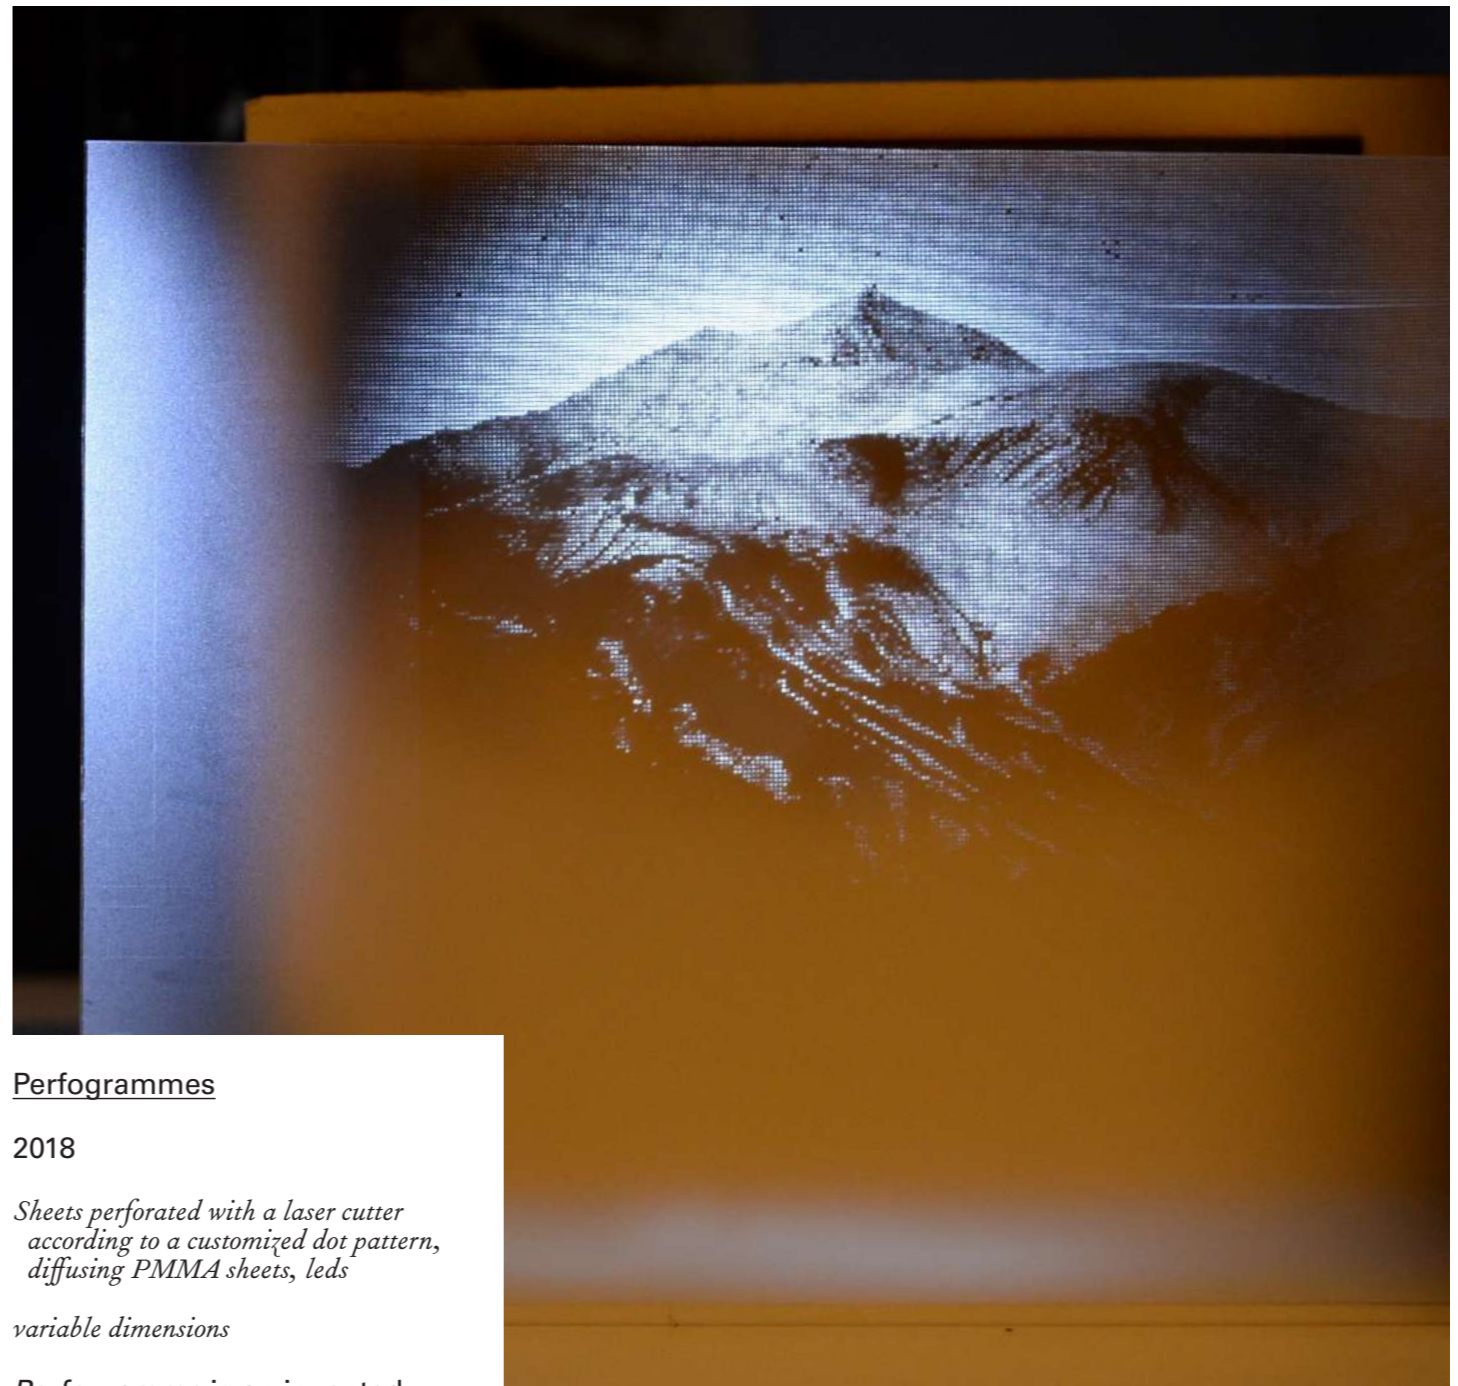 Perfogrammes
2018
Sheets perforated with a laser cutter
according to a customized dot pattern,
diffusing PMMA sheets, leds
variable dimensions